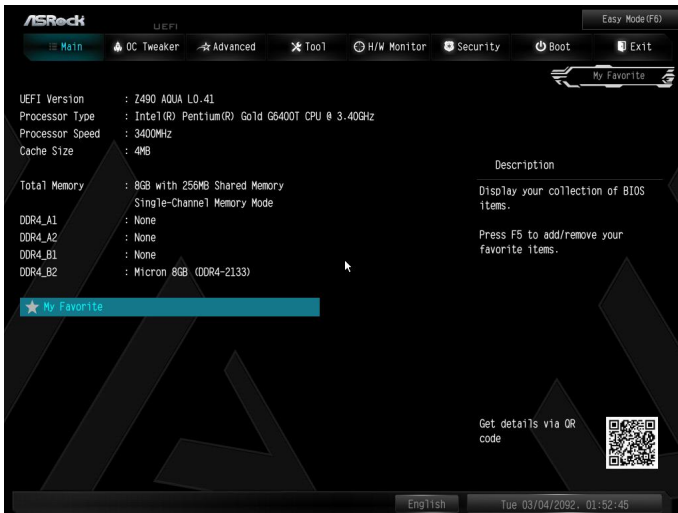 ASRock
UEFI
Easy Mode(F6)
Main
OC Tweaker
Advanced
Tool
H/W Monitor
Security
Boot
Exit
My Favorite
UEFI Version : Z490 AQUA L0.41
Processor Type : Intel(R) Pentium(R) Gold G6400T CPU @ 3.40GHz
Processor Speed : 3400MHz
Cache Size : 4MB
Total Memory : 8GB with 256MB Shared Memory
Single-Channel Memory Mode
DDR4_A1 : None
DDR4_A2 : None
DDR4_B1 : None
DDR4_B2 : Micron 8GB (DDR4-2133)
My Favorite
Description
Display your collection of BIOS
items.
Press F5 to add/remove your
favorite items.
Get details via QR
code
English
Tue 03/04/2092, 01:52:45